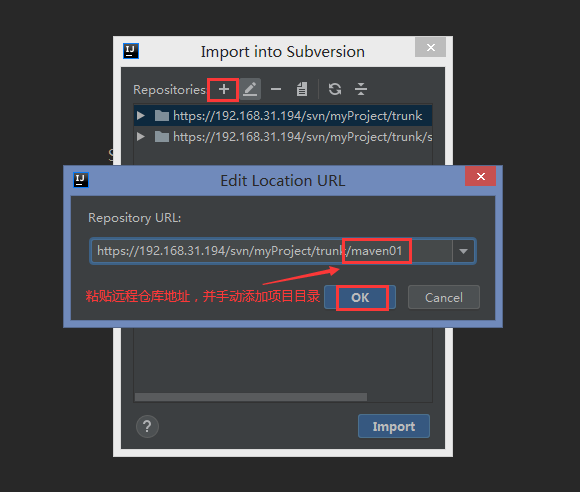 Import into Subversion
Repositories
https://192.168.31.194/svn/myProject/trunk
https://192.168.31.194/svn/myProject/trunk/s
Edit Location URL
Repository URL:
https://192.168.31.194/svn/myProject/trunk/maven01
粘贴远程仓库地址，并手动添加项目目录
OK
Cancel
?
Import